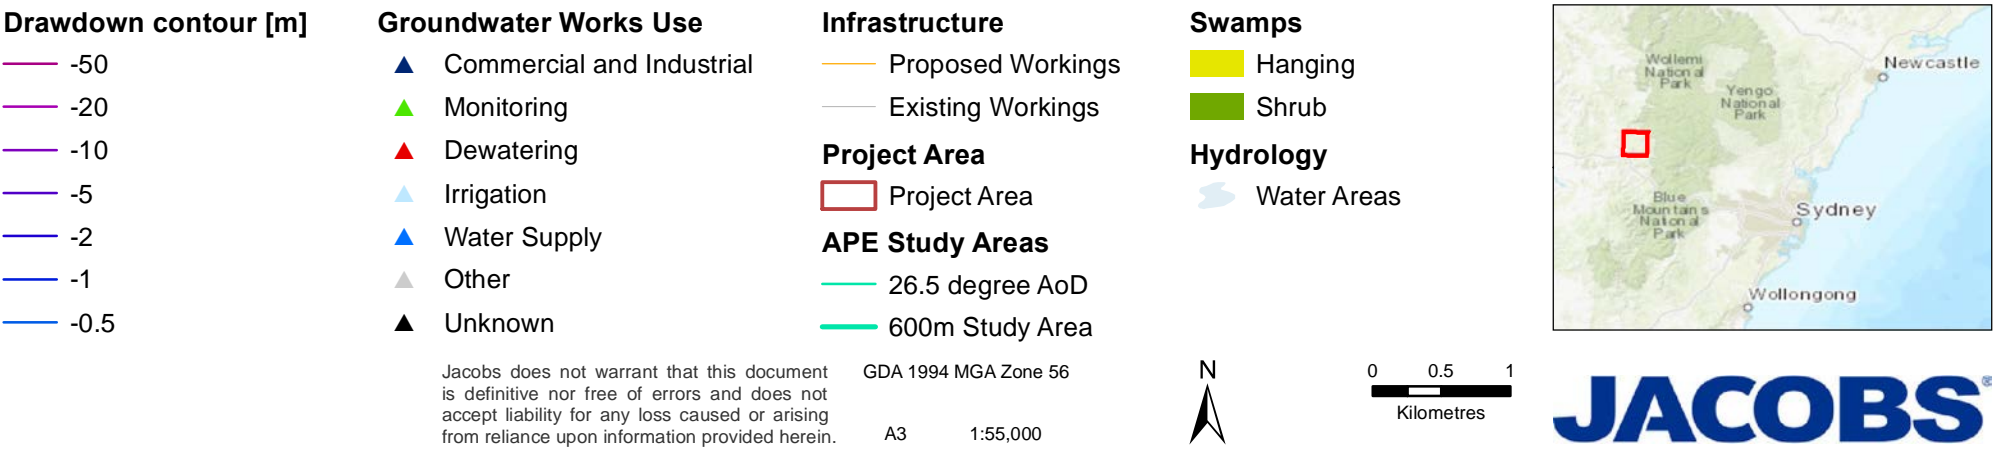 Drawdown contour [m]
-50
-20
-10
-5
-2
-1
-0.5
Groundwater Works Use
Commercial and Industrial
Monitoring
Dewatering
Irrigation
Water Supply
Other
Unknown
Infrastructure
Proposed Workings
Existing Workings
Project Area
Project Area
APE Study Areas
26.5 degree AoD
600m Study Area
Swamps
Hanging
Shrub
Hydrology
Water Areas
Wollemi
National
Park
Yengo
National
Park
Newcastle
Blue
Mountains
National
Park
Sydney
Wollongong
Jacobs does not warrant that this document
is definitive nor free of errors and does not
accept liability for any loss caused or arising
from reliance upon information provided herein.
GDA 1994 MGA Zone 56
A3 1:55,000
N
0 0.5 1
Kilometres
JACOBS®